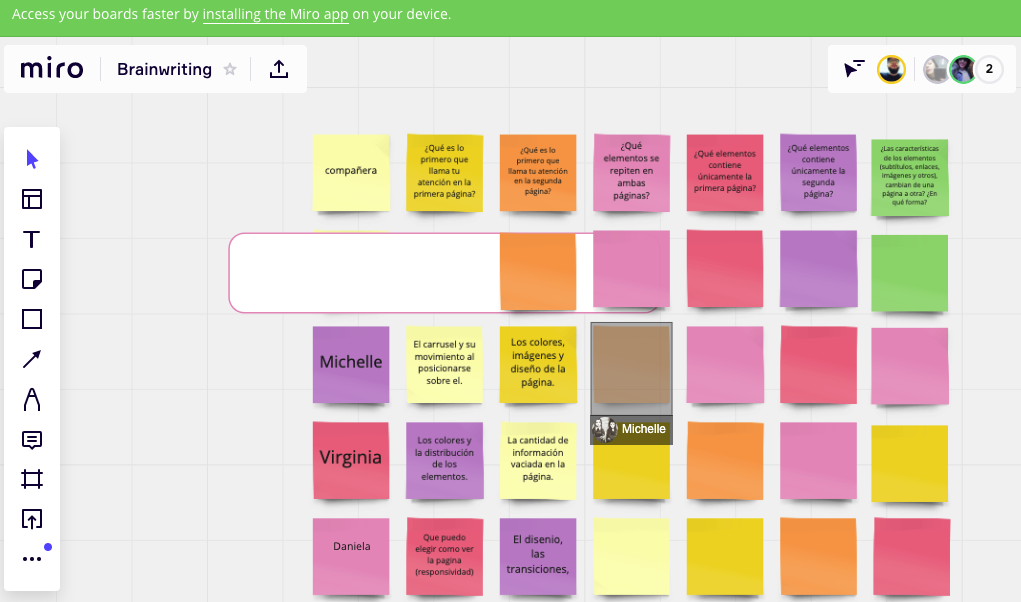 Access your boards faster by installing the Miro app on your device.
miro
Brainwriting
2
compañera
¿Qué es lo
primero que
llama tu
atención en la
primera página?
¿Qué es lo
primero que
llama tu atención
en la segunda
página?
¿Qué
elementos se
repiten en
ambas
páginas?
¿Qué elementos
contiene
únicamente la
primera página?
¿Qué elementos
contiene
únicamente la
segunda
página?
¿Las características
de los elementos
(subtítulos, enlaces,
imágenes y otros),
cambian de una
página a otra? ¿En
qué forma?
Michelle
El carrusel y su
movimiento al
posicionarse
sobre el.
Los colores,
imágenes y
diseño de la
página.
Michelle
Virginia
Los colores y
la distribución
de los
elementos.
La cantidad de
información
vaciada en la
página.
Daniela
Que puedo
elegir como ver
la pagina
(responsividad)
El disenio,
las
transiciones,